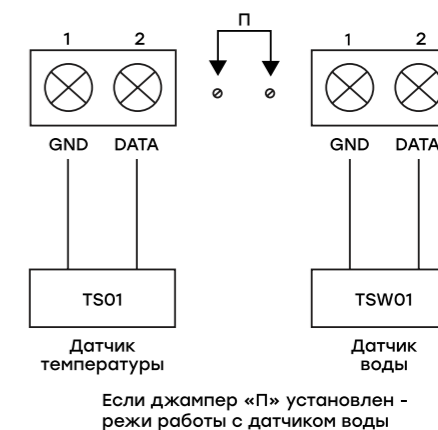 П
1 2 1 2
GND DATA GND DATA
TS01 TSW01
Датчик Датчик
температуры воды
Если джампер «П» установлен -
режи работы с датчиком воды